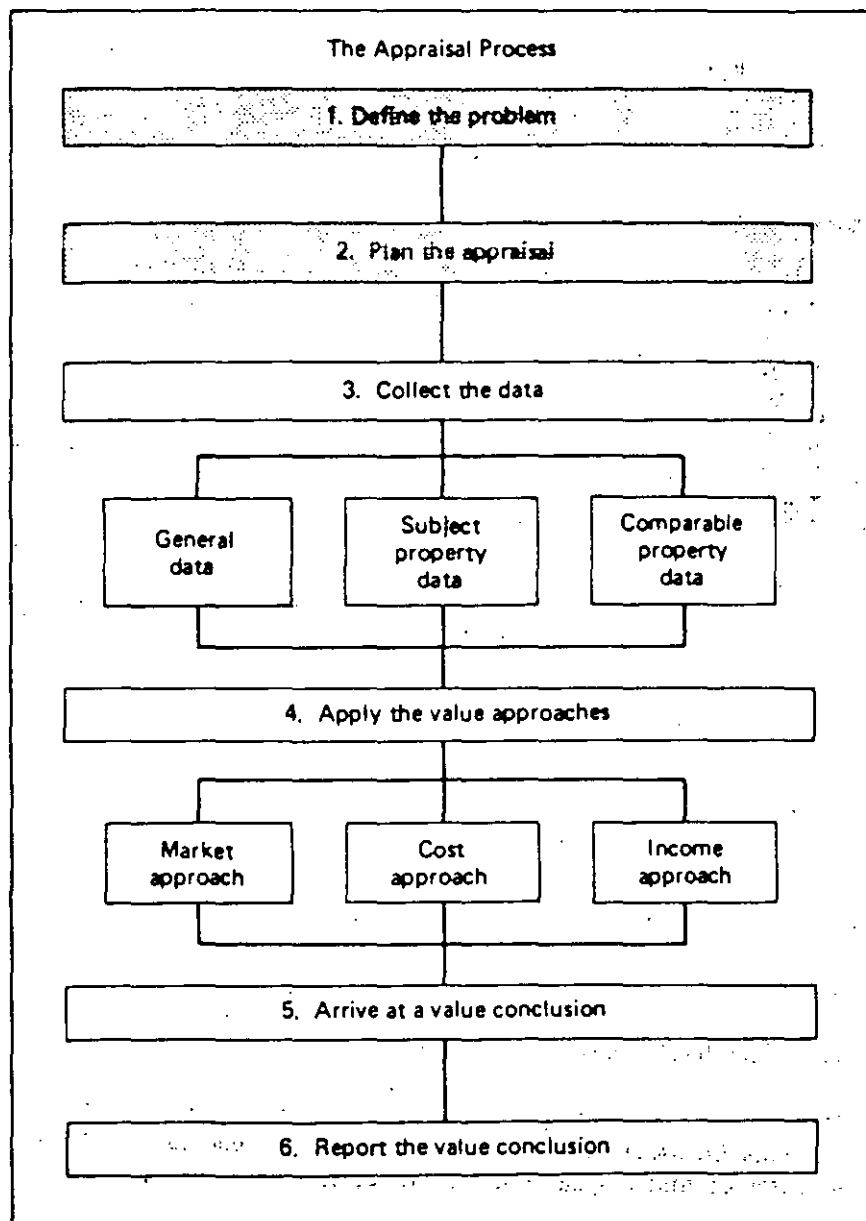 The Appraisal Process
1. Define the problem
2. Plan the appraisal
3. Collect the data
General
data
Subject
property
data
Comparable
property
data
4. Apply the value approaches
Market
approach
Cost
approach
Income
approach
5. Arrive at a value conclusion
6. Report the value conclusion